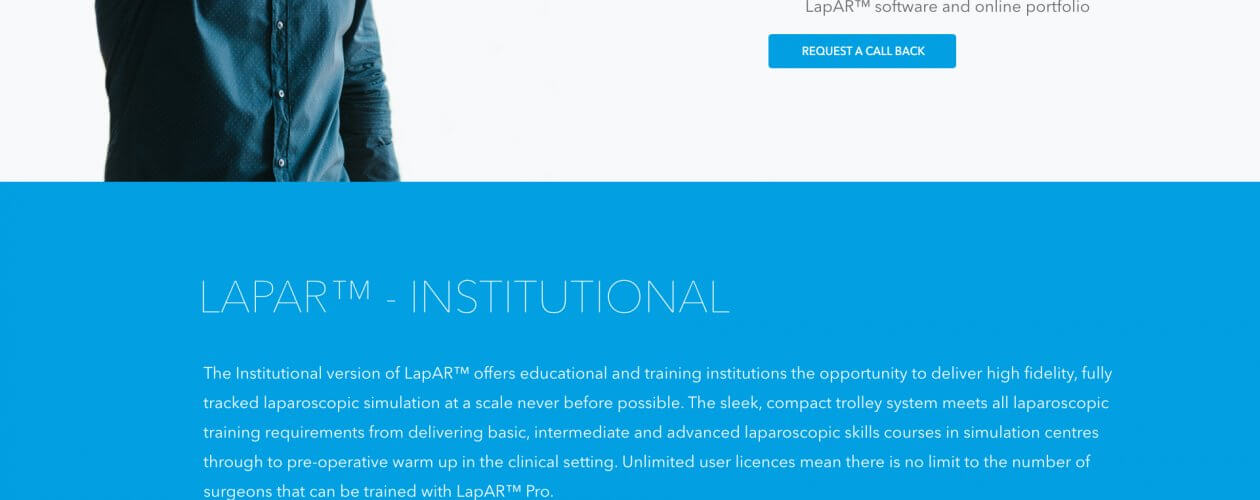 LapAR™ software and online portfolio
REQUEST A CALL BACK
LAPAR™ - INSTITUTIONAL
The Institutional version of LapAR™ offers educational and training institutions the opportunity to deliver high fidelity, fully
tracked laparoscopic simulation at a scale never before possible. The sleek, compact trolley system meets all laparoscopic
training requirements from delivering basic, intermediate and advanced laparoscopic skills courses in simulation centres
through to pre-operative warm up in the clinical setting. Unlimited user licences mean there is no limit to the number of
surgeons that can be trained with LapAR™ Pro.